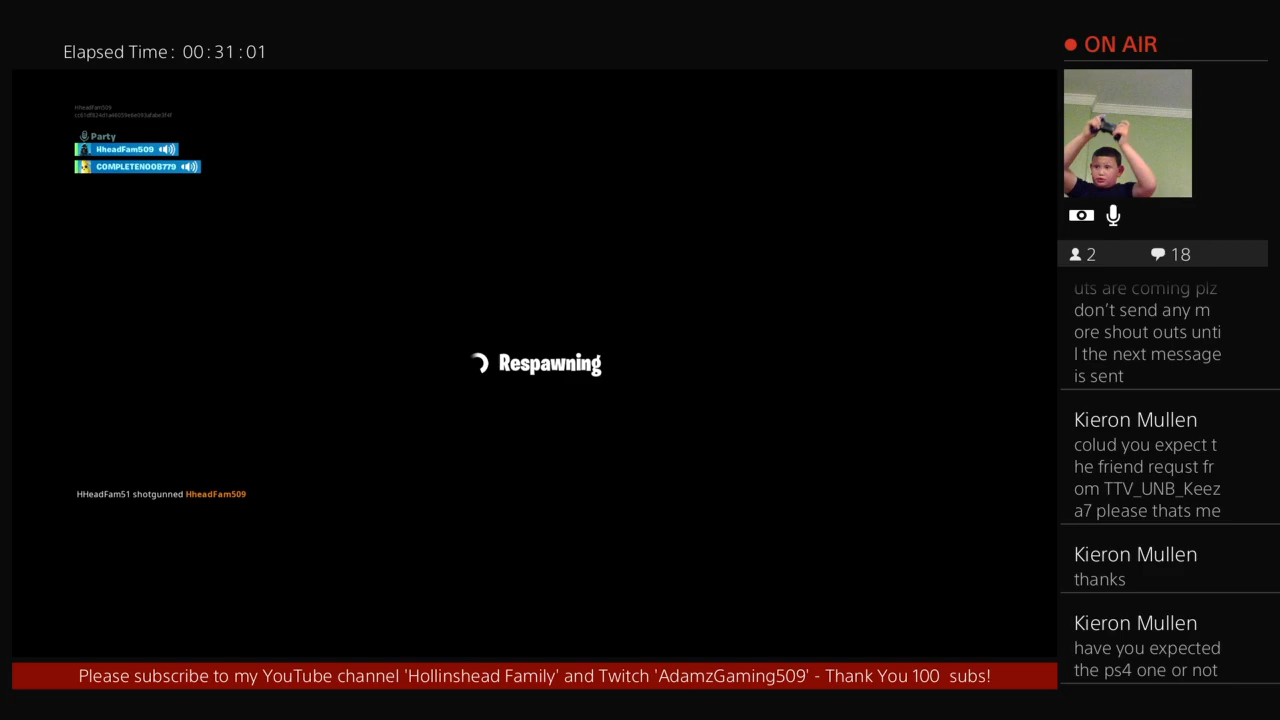 Elapsed Time: 00:31:01
ON AIR
HheadFam509
Party
HheadFam509
COMPLETENOOB779
2
18
uts are coming plz
don't send any m
ore shout outs unti
l the next message
is sent
Respawning
Kieron Mullen
colud you expect t
he friend requst fr
om TTV_UNB_Keez
a7 please thats me
HHeadFam51 shotgunned HheadFam509
Kieron Mullen
thanks
Kieron Mullen
have you expected
the ps4 one or not
Please subscribe to my YouTube channel 'Hollinshead Family' and Twitch 'AdamzGaming509' - Thank You 100 subs!